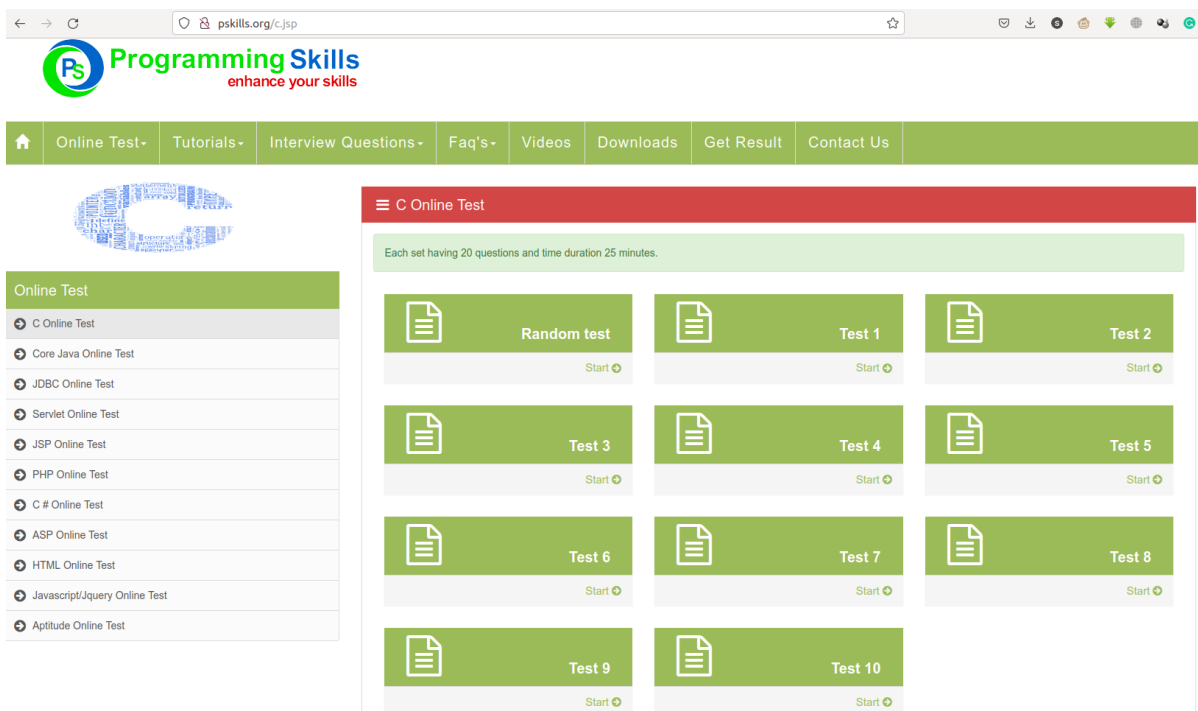 pskills.org/c.jsp
PS
Programming Skills
enhance your skills
Online Test
Tutorials
Interview Questions
Faq's
Videos
Downloads
Get Result
Contact Us
array
return
operator
Online Test
C Online Test
Core Java Online Test
JDBC Online Test
Servlet Online Test
JSP Online Test
PHP Online Test
C # Online Test
ASP Online Test
HTML Online Test
Javascript/Jquery Online Test
Aptitude Online Test
C Online Test
Each set having 20 questions and time duration 25 minutes.
Random test
Start
Test 1
Start
Test 2
Start
Test 3
Start
Test 4
Start
Test 5
Start
Test 6
Start
Test 7
Start
Test 8
Start
Test 9
Start
Test 10
Start